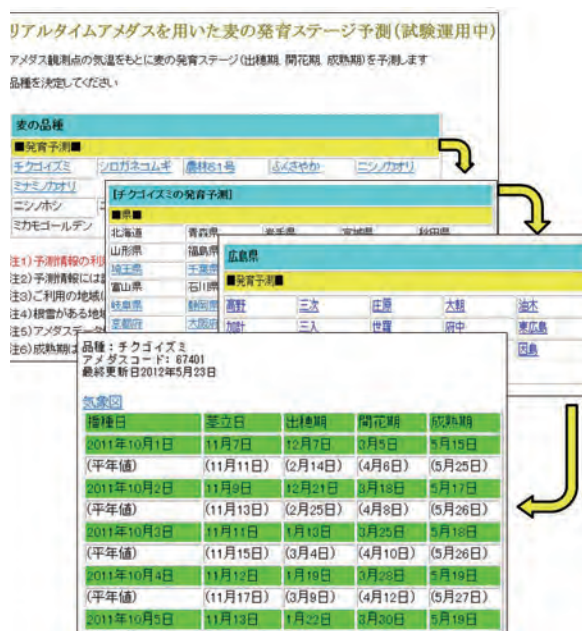 リアルタイムアメダスを用いた麦の発育ステージ予測(試験運用中)
アメダス観測点の気温をもとに麦の発育ステージ(出穂期, 開花期, 成熟期)を予測します
品種を決定してください
麦の品種
■発育予測■
チクゴイズミ シロガネコムギ 農林61号 ふくさやか ニシノカオリ
ミナミノカオリ
ニシノホシ
ミカモゴールデン
注1)予測情報の利
注2)予測情報には
注3)ご利用の地域
注4)根雪がある地
注5)アメダスデータ
注6)成熟期は
[チクゴイズミの発育予測]
■県■
北海道 青森県 岩手県 宮城県 秋田県
山形県 福島県
埼玉県 千葉県
富山県 石川県
岐阜県 静岡県
京都府 大阪府
広島県
■発育予測■
高野 三次 庄原 大朝 油木
加計 三入 世羅 府中 東広島
因島
品種:チクゴイズミ
アメダスコード: 67401
最終更新日2012年5月23日
気象図
播種日 茎立日 出穂期 開花期 成熟期
2011年10月1日 11月7日 12月7日 3月5日 5月15日
(平年値) (11月11日) (2月14日) (4月6日) (5月25日)
2011年10月2日 11月9日 12月21日 3月18日 5月17日
(平年値) (11月13日) (2月25日) (4月8日) (5月26日)
2011年10月3日 11月11日 1月13日 3月25日 5月18日
(平年値) (11月15日) (3月4日) (4月10日) (5月26日)
2011年10月4日 11月12日 1月19日 3月28日 5月19日
(平年値) (11月17日) (3月9日) (4月12日) (5月27日)
2011年10月5日 11月13日 1月22日 3月30日 5月19日